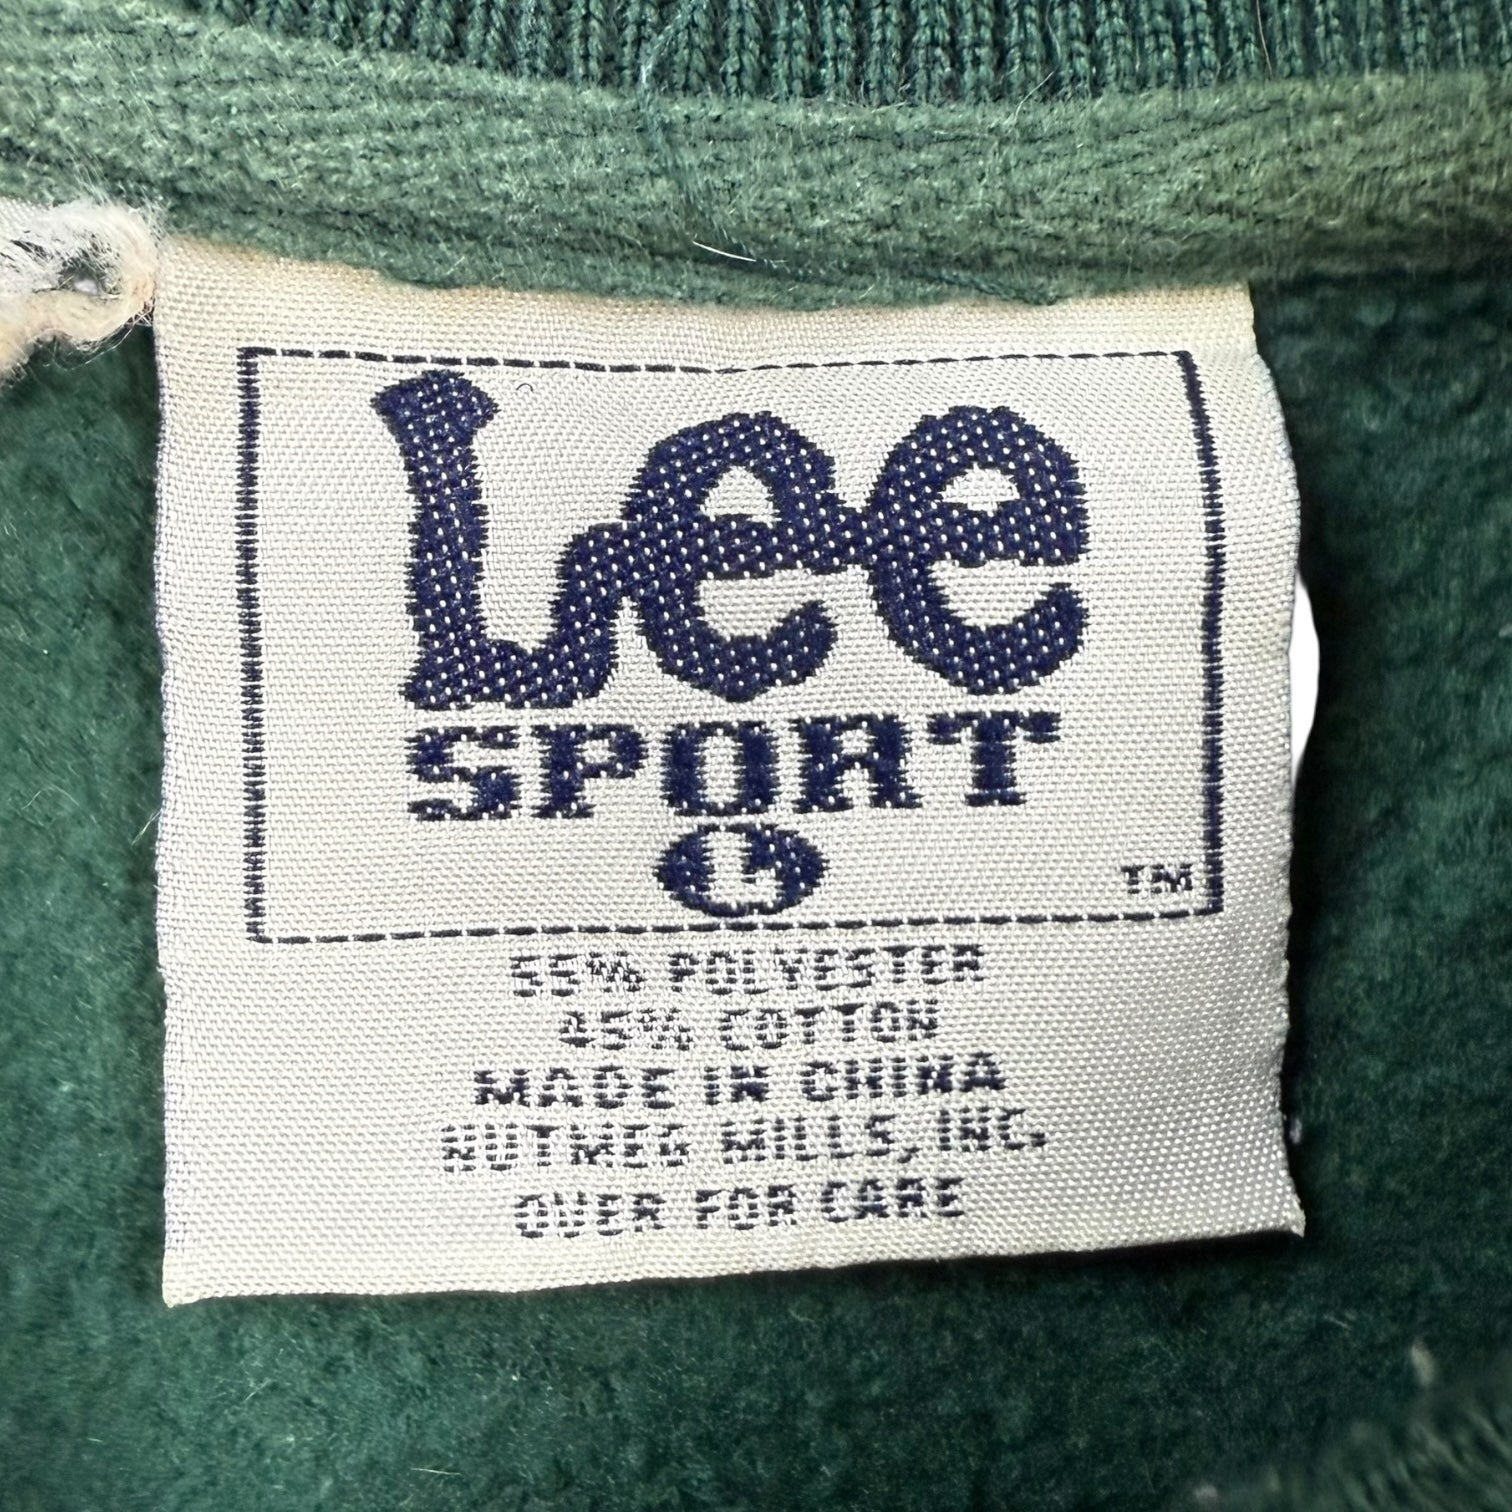 Lee
SPORT
L
TM
55% POLYESTER
45% COTTON
MADE IN CHINA
NUTMEG MILLS, INC.
OVER FOR CARE